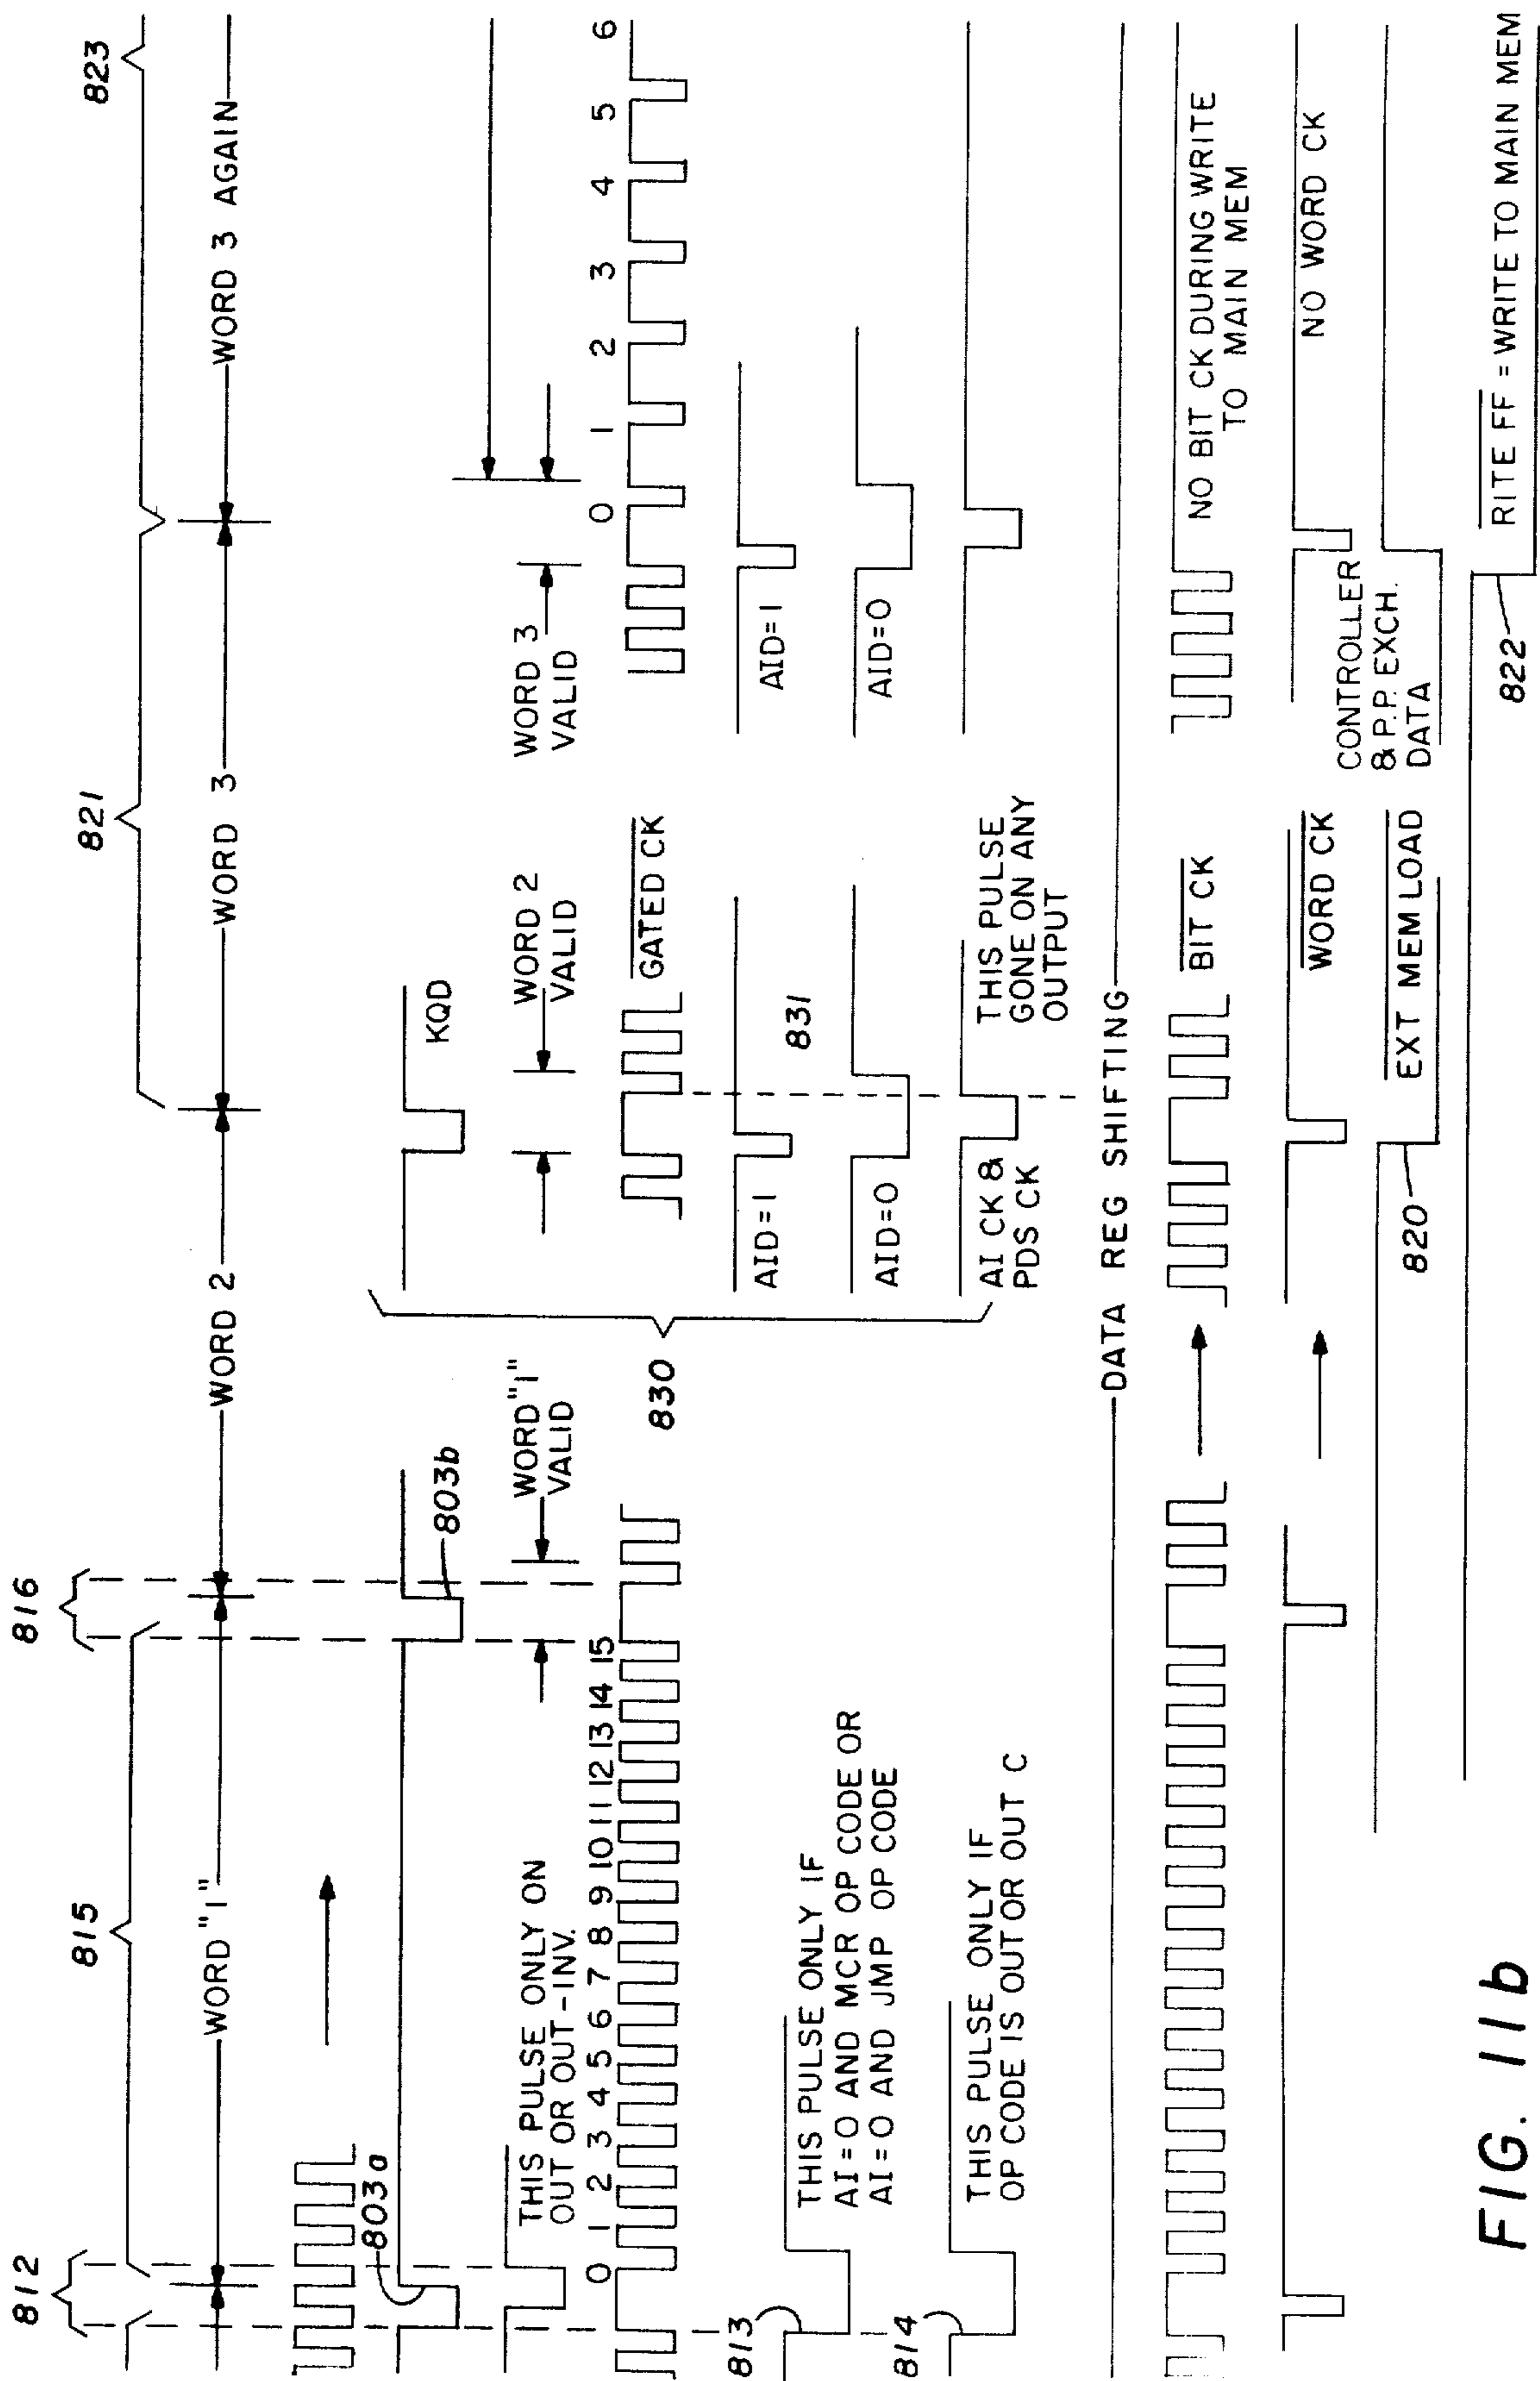 812
815
816
821
823
WORD "1"
WORD 2
WORD 3
WORD 3 AGAIN
803a
803b
KQD
THIS PULSE ONLY ON
OUT OR OUT-INV.
WORD "1"
VALID
WORD 2
VALID
WORD 3
VALID
0 1 2 3 4 5 6 7 8 9 10 11 12 13 14 15
GATED CK
0 1 2 3 4 5 6
830
813
THIS PULSE ONLY IF
AI=0 AND MCR OP CODE OR
AI=0 AND JMP OP CODE
AID=1
831
AID=1
AID=0
AID=0
814
THIS PULSE ONLY IF
OP CODE IS OUT OR OUT C
AI CK &
PDS CK
THIS PULSE
GONE ON ANY
OUTPUT
DATA REG SHIFTING
BIT CK
NO BIT CK DURING WRITE
TO MAIN MEM
WORD CK
NO WORD CK
820
EXT MEM LOAD
CONTROLLER
& P.P. EXCH.
DATA
822
RITE FF = WRITE TO MAIN MEM
FIG. 11b